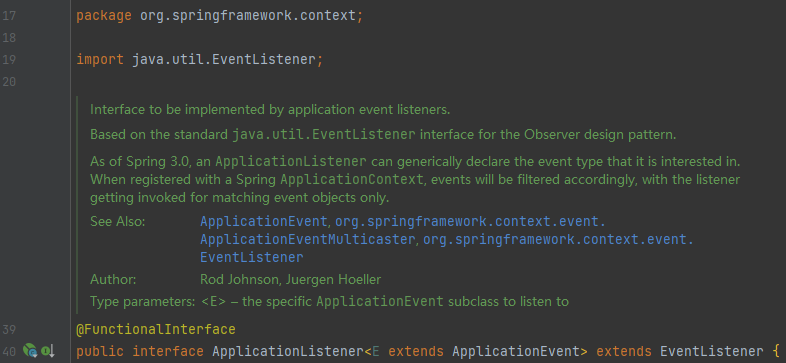 17 package org.springframework.context;
18
19 import java.util.EventListener;
20
Interface to be implemented by application event listeners.
Based on the standard java.util.EventListener interface for the Observer design pattern.
As of Spring 3.0, an ApplicationListener can generically declare the event type that it is interested in.
When registered with a Spring ApplicationContext, events will be filtered accordingly, with the listener
getting invoked for matching event objects only.
See Also: ApplicationEvent, org.springframework.context.event.
ApplicationEventMulticaster, org.springframework.context.event.
EventListener
Author: Rod Johnson, Juergen Hoeller
Type parameters: <E> – the specific ApplicationEvent subclass to listen to
39 @FunctionalInterface
40 public interface ApplicationListener<E extends ApplicationEvent> extends EventListener {